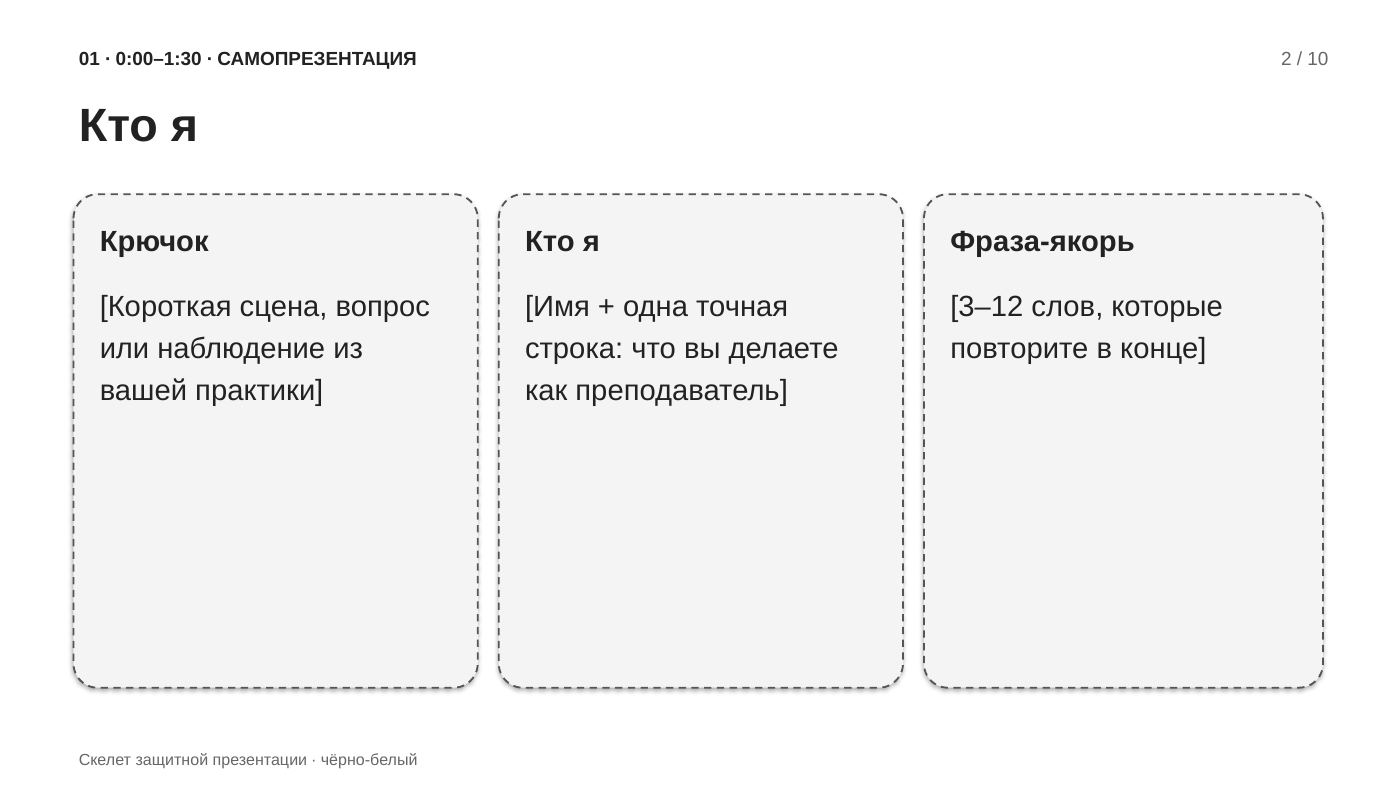 01 · 0:00–1:30 · САМОПРЕЗЕНТАЦИЯ
2 / 10
Кто я
Крючок
[Короткая сцена, вопрос
или наблюдение из
вашей практики]
Кто я
[Имя + одна точная
строка: что вы делаете
как преподаватель]
Фраза-якорь
[3–12 слов, которые
повторите в конце]
Скелет защитной презентации · чёрно-белый